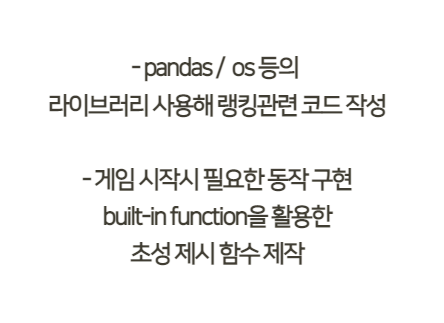 - pandas / os 등의
라이브러리 사용해 랭킹관련 코드 작성
- 게임 시작시 필요한 동작 구현
built-in function을 활용한
초성 제시 함수 제작